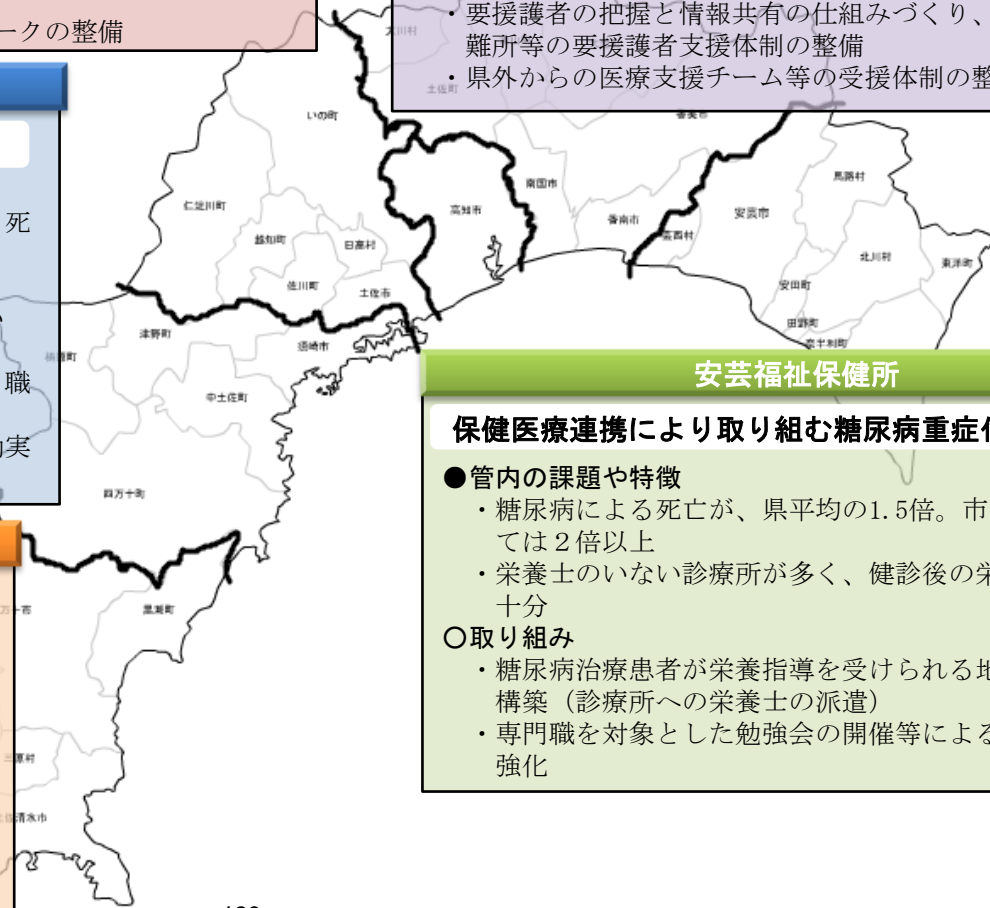 ークの整備
・要援護者の把握と情報共有の仕組みづくり、
難所等の要援護者支援体制の整備
・県外からの医療支援チーム等の受援体制の整
大川村
土佐町
香美市
いの町
死
仁淀川町
越知町
日高村
佐川町
土佐市
高知市
南国市
香南市
芸西村
安芸市
馬路村
北川村
東洋町
安田町
田野町
奈半利町
津野町
須崎市
梼原町
中土佐町
四万十町
職
実
黒潮町
三原村
土佐清水市
安芸福祉保健所
保健医療連携により取り組む糖尿病重症化
●管内の課題や特徴
・糖尿病による死亡が、県平均の1.5倍。市
ては２倍以上
・栄養士のいない診療所が多く、健診後の栄
十分
○取り組み
・糖尿病治療患者が栄養指導を受けられる地
構築（診療所への栄養士の派遣）
・専門職を対象とした勉強会の開催等による
強化